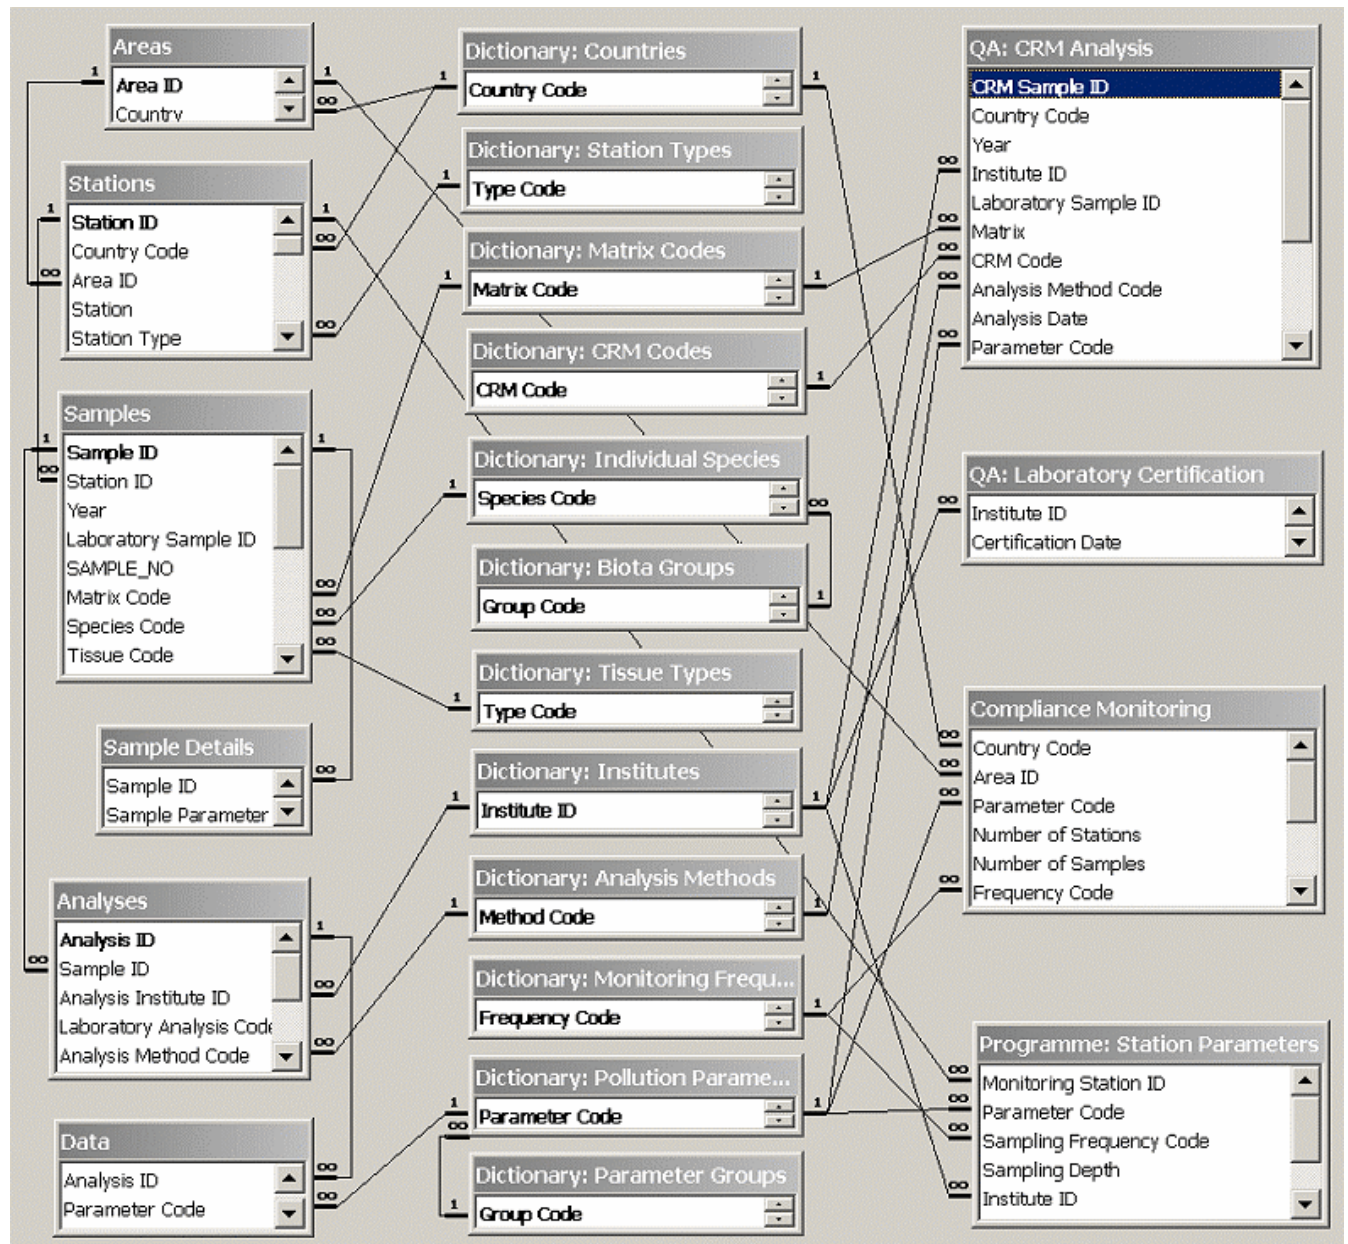 Areas
Area ID
Country
Stations
Station ID
Country Code
Area ID
Station
Station Type
Samples
Sample ID
Station ID
Year
Laboratory Sample ID
SAMPLE_NO
Matrix Code
Species Code
Tissue Code
Sample Details
Sample ID
Sample Parameter
Analyses
Analysis ID
Sample ID
Analysis Institute ID
Laboratory Analysis Code
Analysis Method Code
Data
Analysis ID
Parameter Code
Dictionary: Countries
Country Code
Dictionary: Station Types
Type Code
Dictionary: Matrix Codes
Matrix Code
Dictionary: CRM Codes
CRM Code
Dictionary: Individual Species
Species Code
Dictionary: Biota Groups
Group Code
Dictionary: Tissue Types
Type Code
Dictionary: Institutes
Institute ID
Dictionary: Analysis Methods
Method Code
Dictionary: Monitoring Frequ...
Frequency Code
Dictionary: Pollution Parame...
Parameter Code
Dictionary: Parameter Groups
Group Code
QA: CRM Analysis
CRM Sample ID
Country Code
Year
Institute ID
Laboratory Sample ID
Matrix
CRM Code
Analysis Method Code
Analysis Date
Parameter Code
QA: Laboratory Certification
Institute ID
Certification Date
Compliance Monitoring
Country Code
Area ID
Parameter Code
Number of Stations
Number of Samples
Frequency Code
Programme: Station Parameters
Monitoring Station ID
Parameter Code
Sampling Frequency Code
Sampling Depth
Institute ID